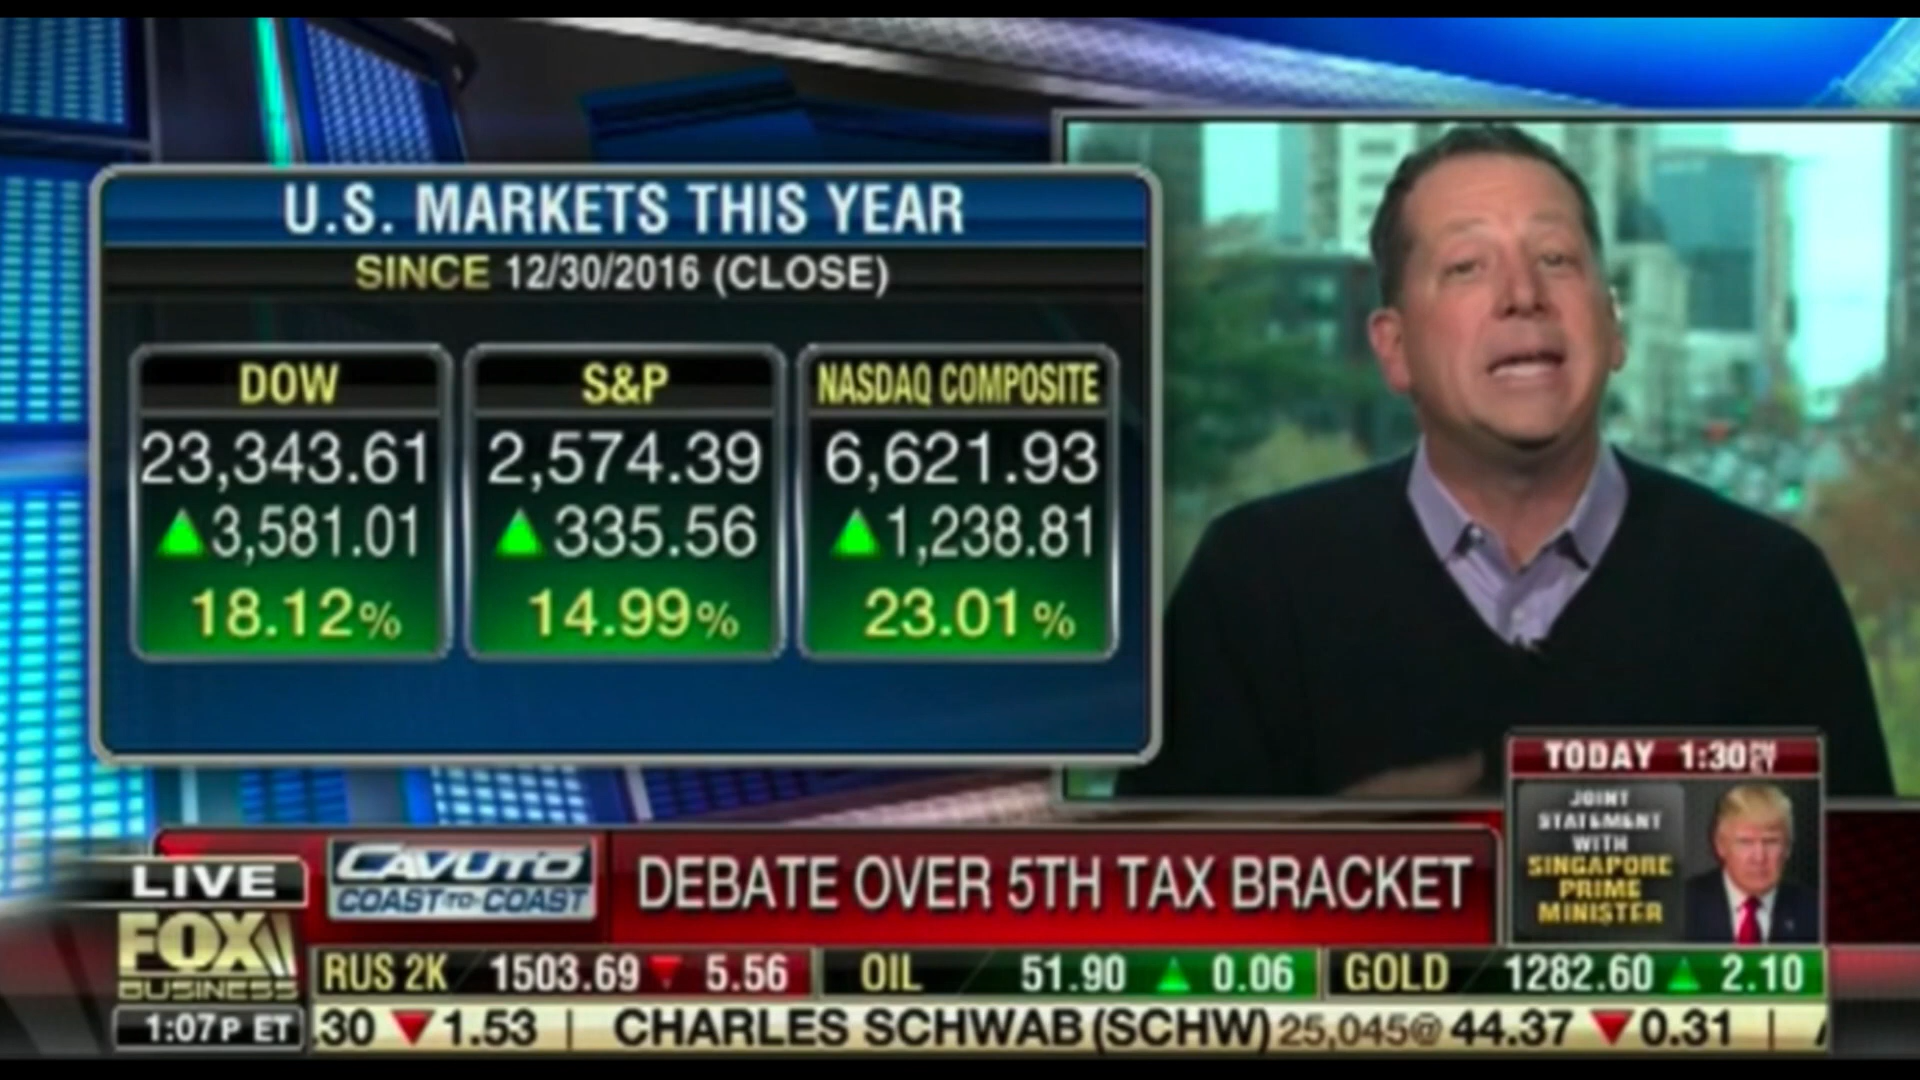 U.S. MARKETS THIS YEAR
SINCE 12/30/2016 (CLOSE)
DOW
23,343.61
▲3,581.01
18.12%
S&P
2,574.39
▲335.56
14.99%
NASDAQ COMPOSITE
6,621.93
▲1,238.81
23.01%
TODAY 1:30PM ET
JOINT
STATEMENT
WITH
SINGAPORE
PRIME
MINISTER
LIVE
CAVUTO
COAST TO COAST
DEBATE OVER 5TH TAX BRACKET
FOX
BUSINESS
RUS 2K 1503.69 ▼ 5.56
OIL 51.90 ▲ 0.06
GOLD 1282.60 ▲ 2.10
1:07P ET
.30 ▼1.53 | CHARLES SCHWAB (SCHW) 25,045@ 44.37 ▼0.31 |